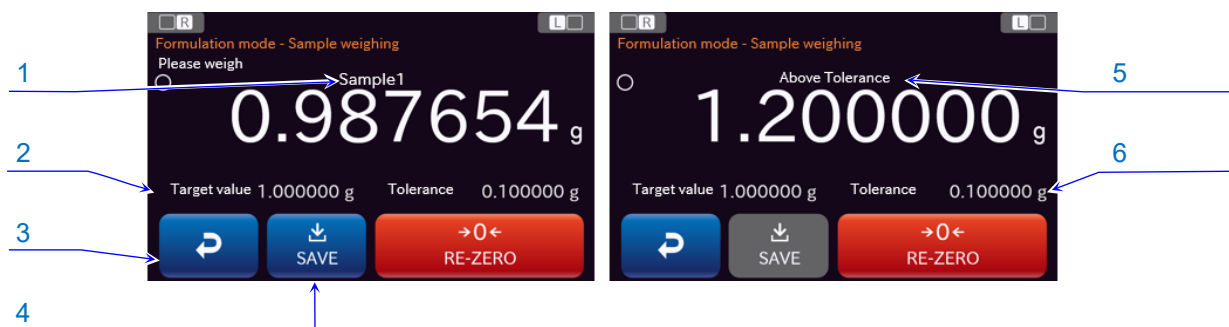 R L
Formulation mode - Sample weighing
Please weigh
Sample1
0.987654 g
Target value 1.000000 g Tolerance 0.100000 g
SAVE
→0←
RE-ZERO
R L
Formulation mode - Sample weighing
Above Tolerance
1.200000 g
Target value 1.000000 g Tolerance 0.100000 g
SAVE
→0←
RE-ZERO
1
2
3
4
5
6